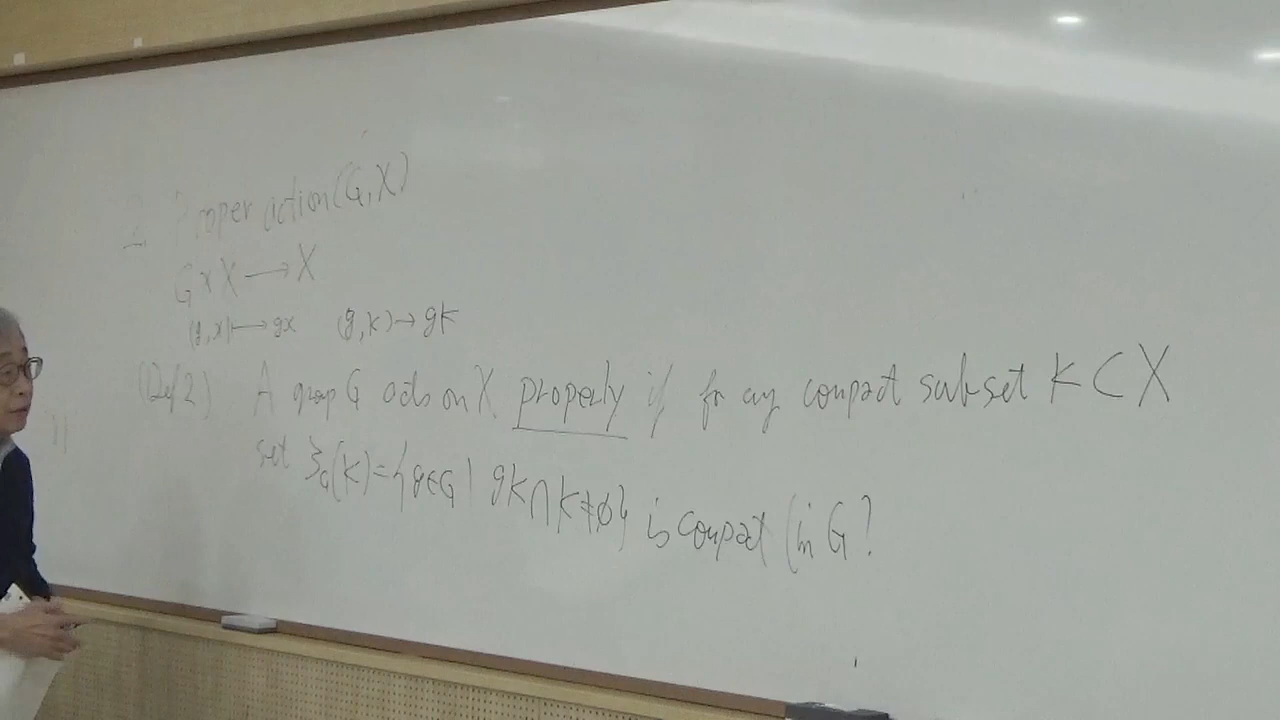 2 Proper action (G, X)
G × X ⟶ X
(g, x) ⟼ gx (g, K) → gK
(Def 2) A group G acts on X properly if for any compact subset K ⊂ X
set ξ_G(K) = {g ∈ G | gK ∩ K ≠ ∅} is compact (in G)